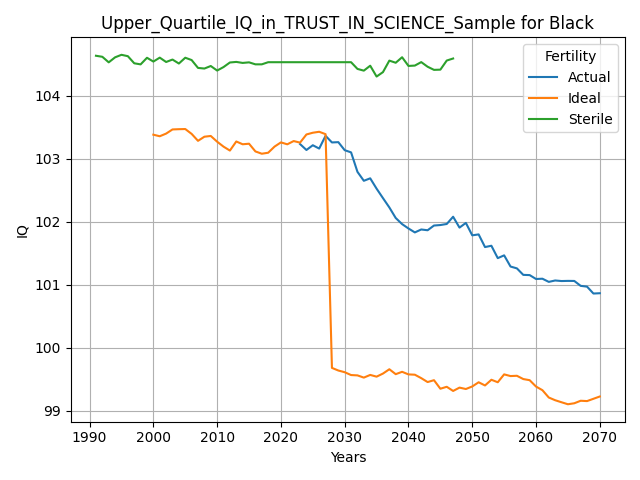 Upper_Quartile_IQ_in_TRUST_IN_SCIENCE_Sample for Black
Fertility
Actual
Ideal
Sterile
IQ
104
103
102
101
100
99
1990 2000 2010 2020 2030 2040 2050 2060 2070
Years